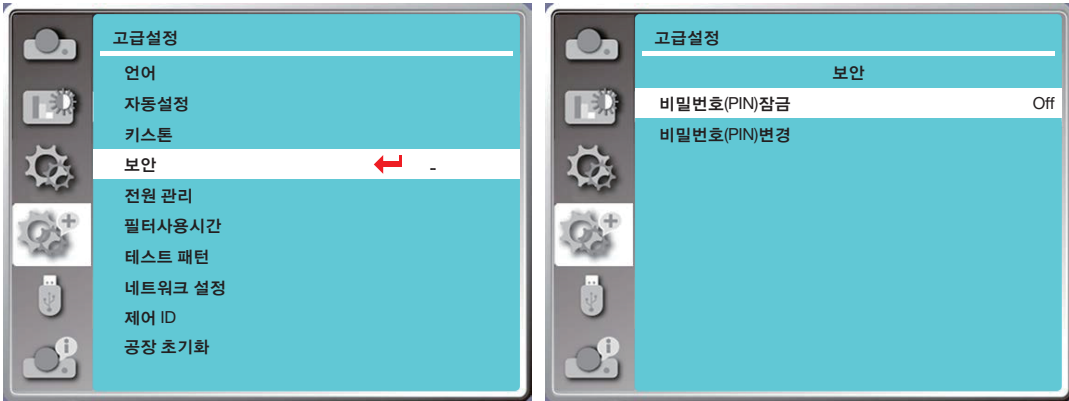 고급설정
언어
자동설정
키스톤
보안 -
전원 관리
필터사용시간
테스트 패턴
네트워크 설정
제어 ID
공장 초기화
고급설정
보안
비밀번호(PIN)잠금 Off
비밀번호(PIN)변경